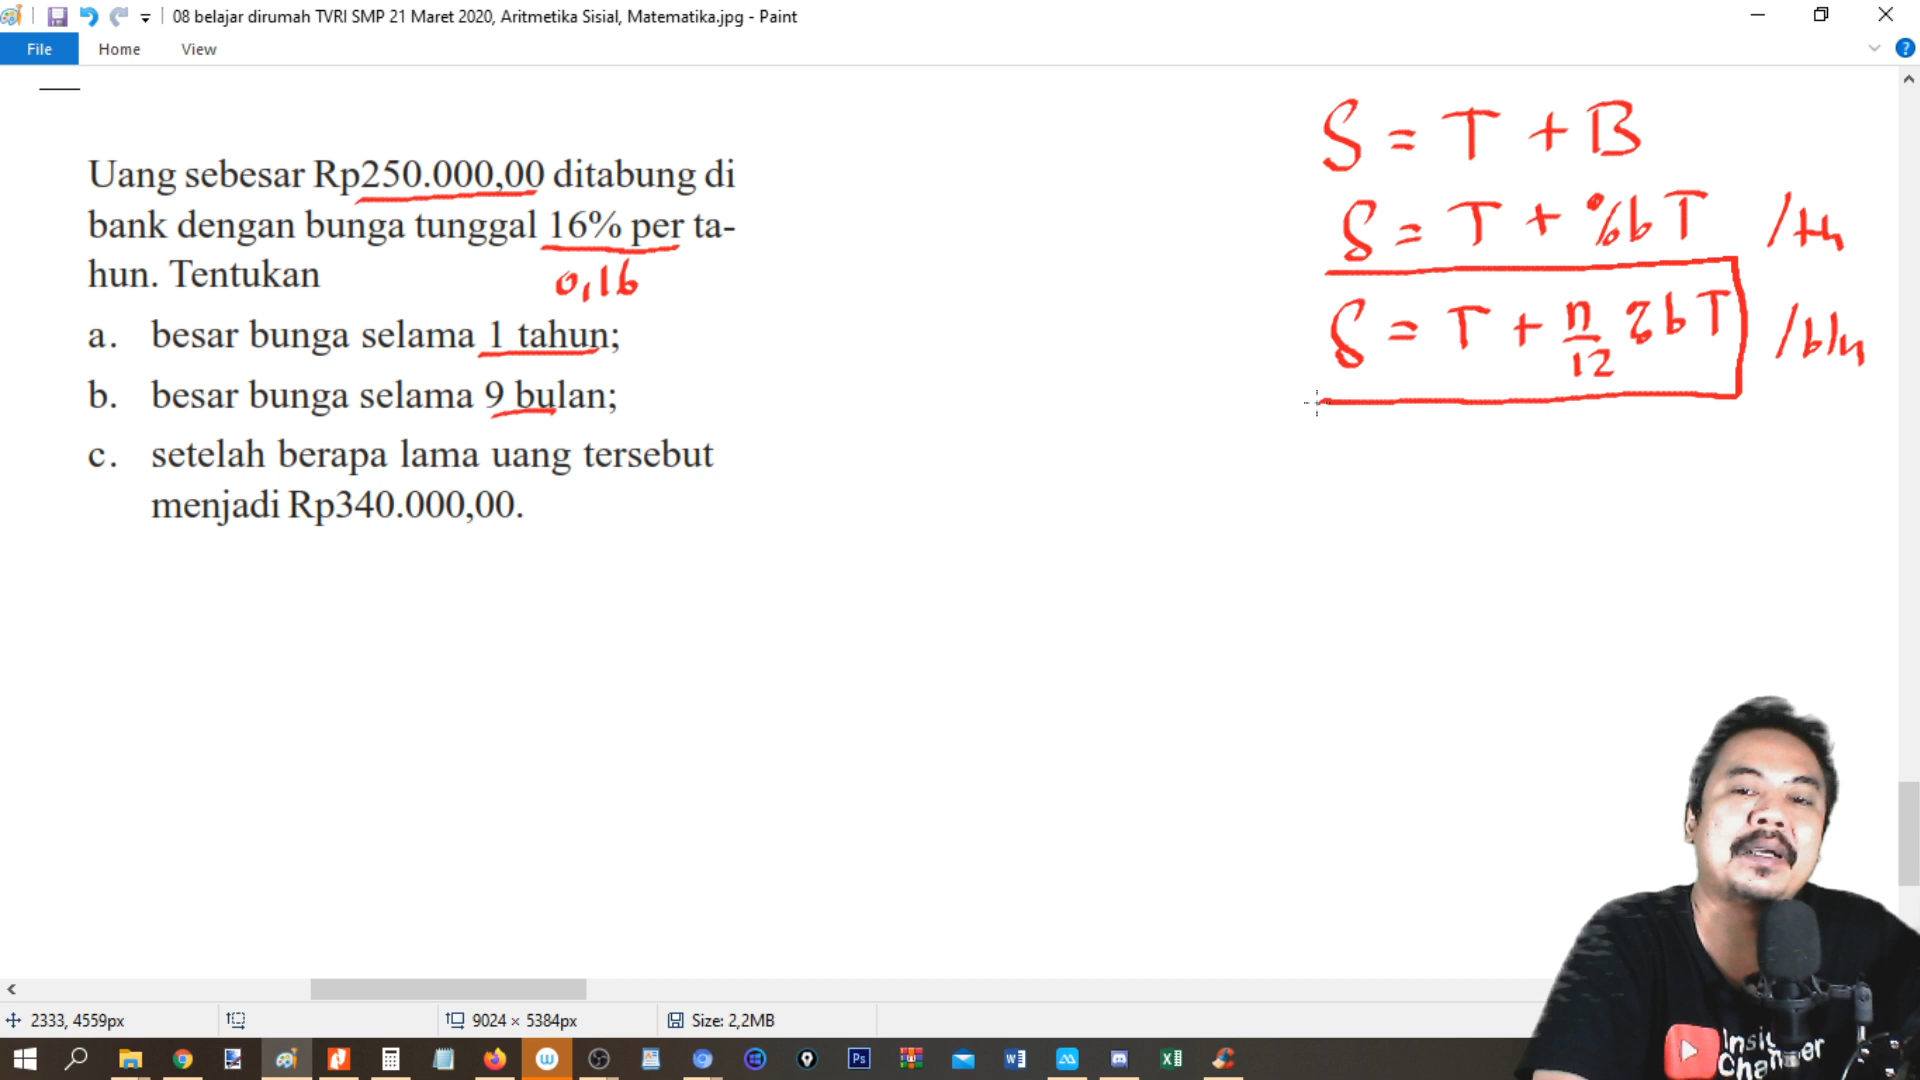 08 belajar dirumah TVRI SMP 21 Maret 2020, Aritmetika Sisial, Matematika.jpg - Paint
File Home View
Uang sebesar Rp250.000,00 ditabung di
bank dengan bunga tunggal 16% per ta-
hun. Tentukan
0,16
a. besar bunga selama 1 tahun;
b. besar bunga selama 9 bulan;
c. setelah berapa lama uang tersebut
menjadi Rp340.000,00.
S = T + B
S = T + %bT /th
S = T + n/12 %bT /bln
2333, 4559px 9024 × 5384px Size: 2,2MB